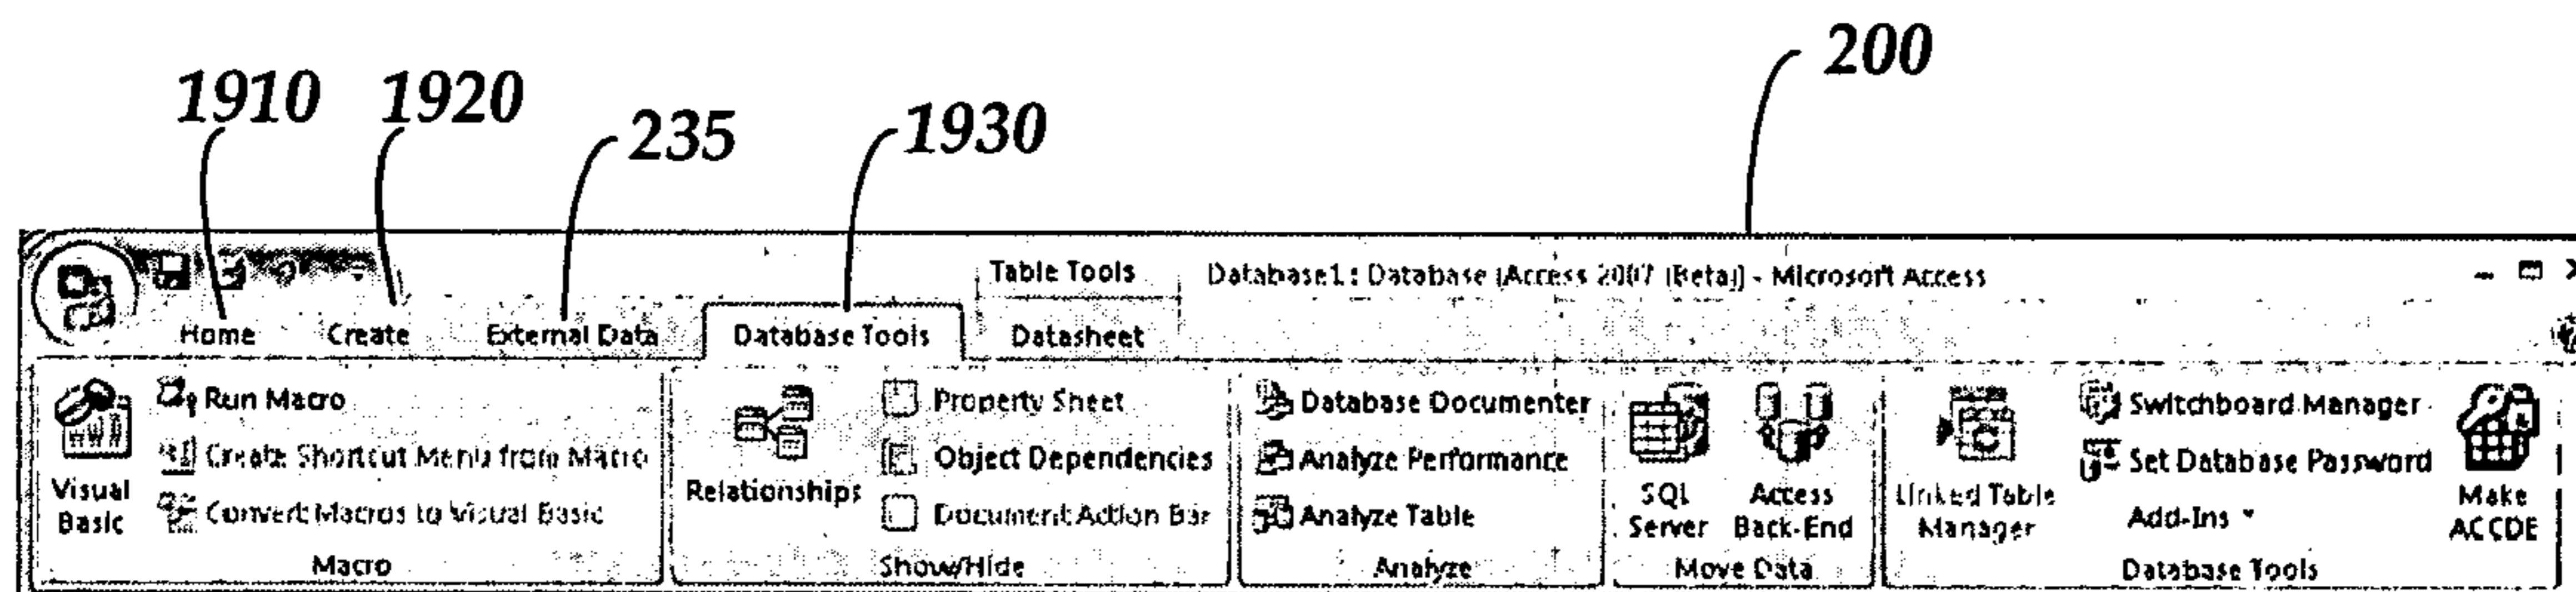 200
1910 1920 235 1930
Table Tools Database1 : Database (Access 2007 (Beta)) - Microsoft Access
Home Create External Data Database Tools Datasheet
Visual Basic
Run Macro
Create Shortcut Menu from Macro
Convert Macros to Visual Basic
Macro
Relationships
Property Sheet
Object Dependencies
Document Action Bar
Show/Hide
Database Documenter
Analyze Performance
Analyze Table
Analyze
SQL Server
Access Back-End
Move Data
Linked Table Manager
Switchboard Manager
Set Database Password
Add-Ins
Make ACCDE
Database Tools